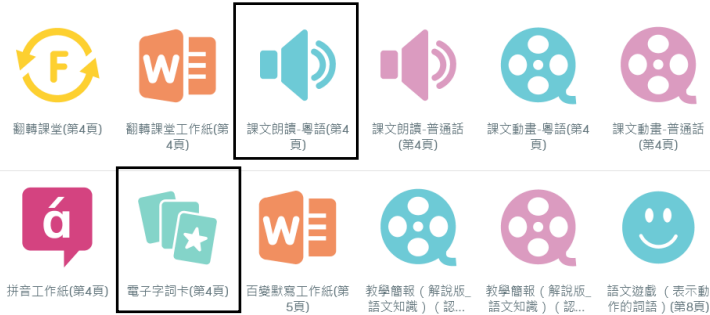 F
W
翻轉課堂(第4頁)
翻轉課堂工作紙(第
4頁)
課文朗讀-粵語(第4
頁)
課文朗讀-普通話
(第4頁)
課文動畫-粵語(第4
頁)
課文動畫-普通話
(第4頁)
á
W
拼音工作紙(第4頁)
電子字詞卡(第4頁)
百變默寫工作紙(第
5頁)
教學簡報（解說版_
語文知識）（認...
教學簡報（解說版_
語文知識）（認...
語文遊戲（表示動
作的詞語）(第8頁)